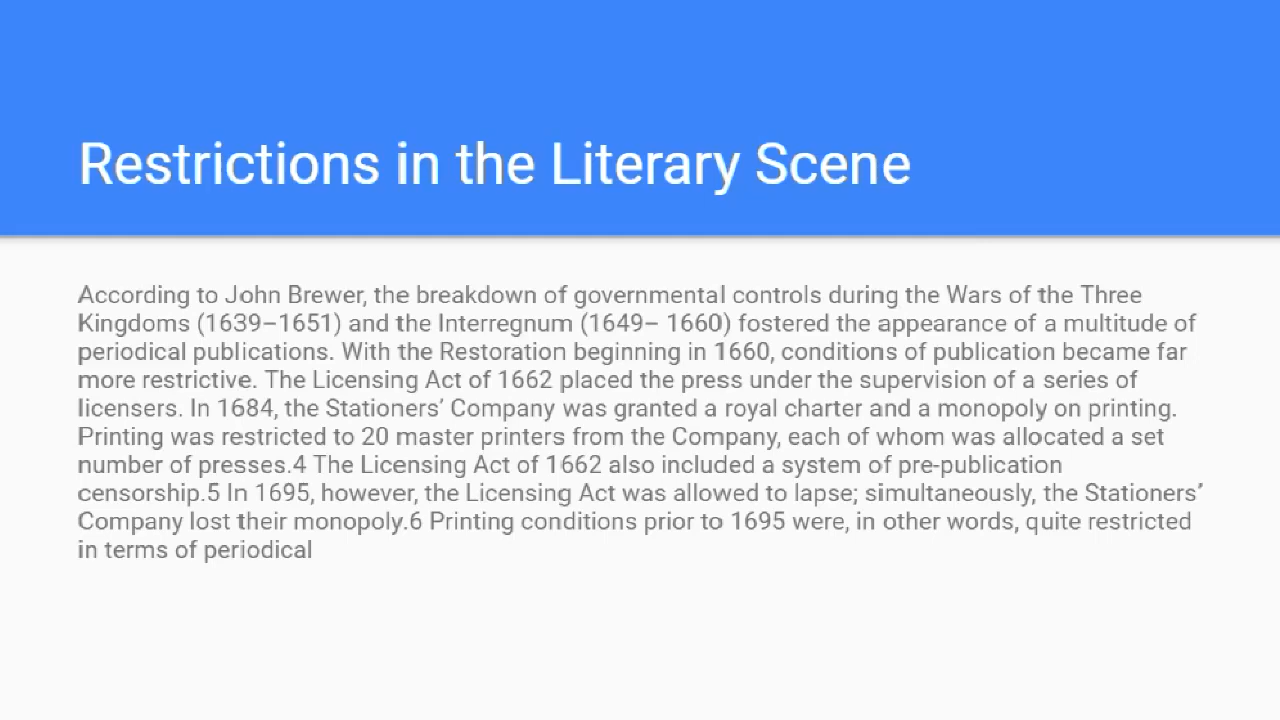 Restrictions in the Literary Scene
According to John Brewer, the breakdown of governmental controls during the Wars of the Three
Kingdoms (1639–1651) and the Interregnum (1649– 1660) fostered the appearance of a multitude of
periodical publications. With the Restoration beginning in 1660, conditions of publication became far
more restrictive. The Licensing Act of 1662 placed the press under the supervision of a series of
licensers. In 1684, the Stationers’ Company was granted a royal charter and a monopoly on printing.
Printing was restricted to 20 master printers from the Company, each of whom was allocated a set
number of presses.4 The Licensing Act of 1662 also included a system of pre-publication
censorship.5 In 1695, however, the Licensing Act was allowed to lapse; simultaneously, the Stationers’
Company lost their monopoly.6 Printing conditions prior to 1695 were, in other words, quite restricted
in terms of periodical